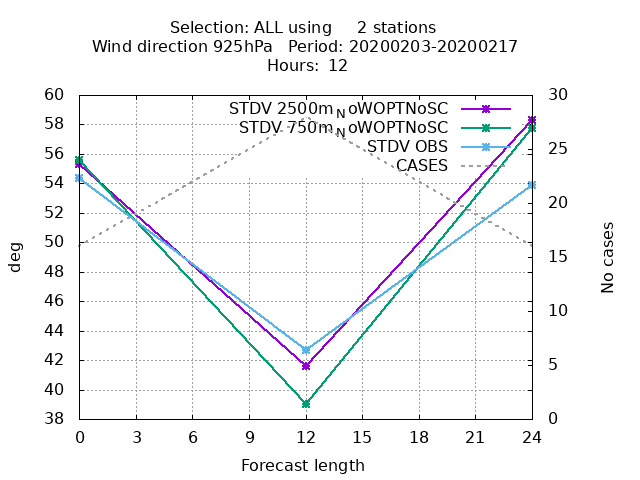 Selection: ALL using     2 stations
Wind direction 925hPa   Period: 20200203-20200217
Hours:  12
STDV 2500m_NoWOPTNoSC
STDV 750m_NoWOPTNoSC
STDV OBS
CASES
60
58
56
54
52
50
48
46
44
42
40
38
deg
30
25
20
15
10
5
0
No cases
0 3 6 9 12 15 18 21 24
Forecast length